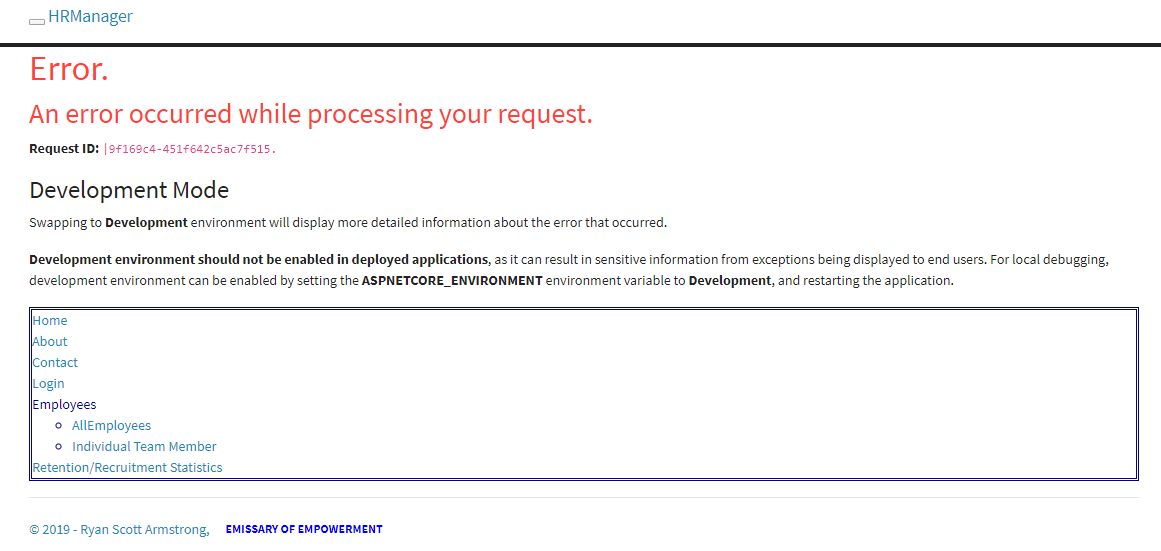 HRManager
Error.
An error occurred while processing your request.
Request ID: |9f169c4-451f642c5ac7f515.
Development Mode
Swapping to Development environment will display more detailed information about the error that occurred.
Development environment should not be enabled in deployed applications, as it can result in sensitive information from exceptions being displayed to end users. For local debugging,
development environment can be enabled by setting the ASPNETCORE_ENVIRONMENT environment variable to Development, and restarting the application.
Home
About
Contact
Login
Employees
AllEmployees
Individual Team Member
Retention/Recruitment Statistics
© 2019 - Ryan Scott Armstrong, EMISSARY OF EMPOWERMENT